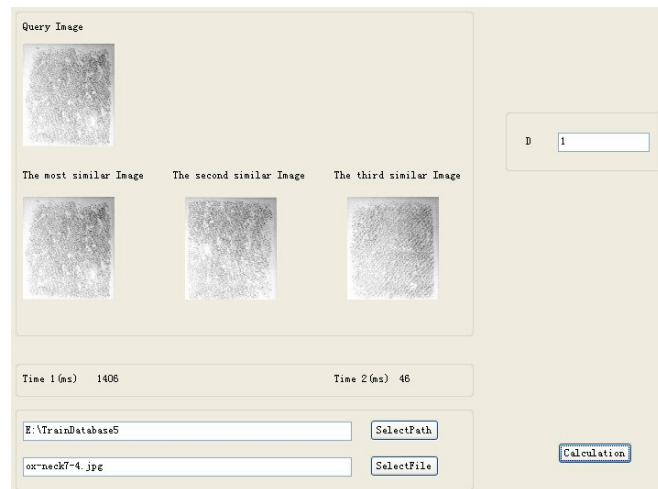 Query Image
D 1
The most similar Image The second similar Image The third similar Image
Time 1(ms) 1406 Time 2(ms) 46
E:\TrainDatabase5 SelectPath
Calculation
ox-neck7-4.jpg SelectFile